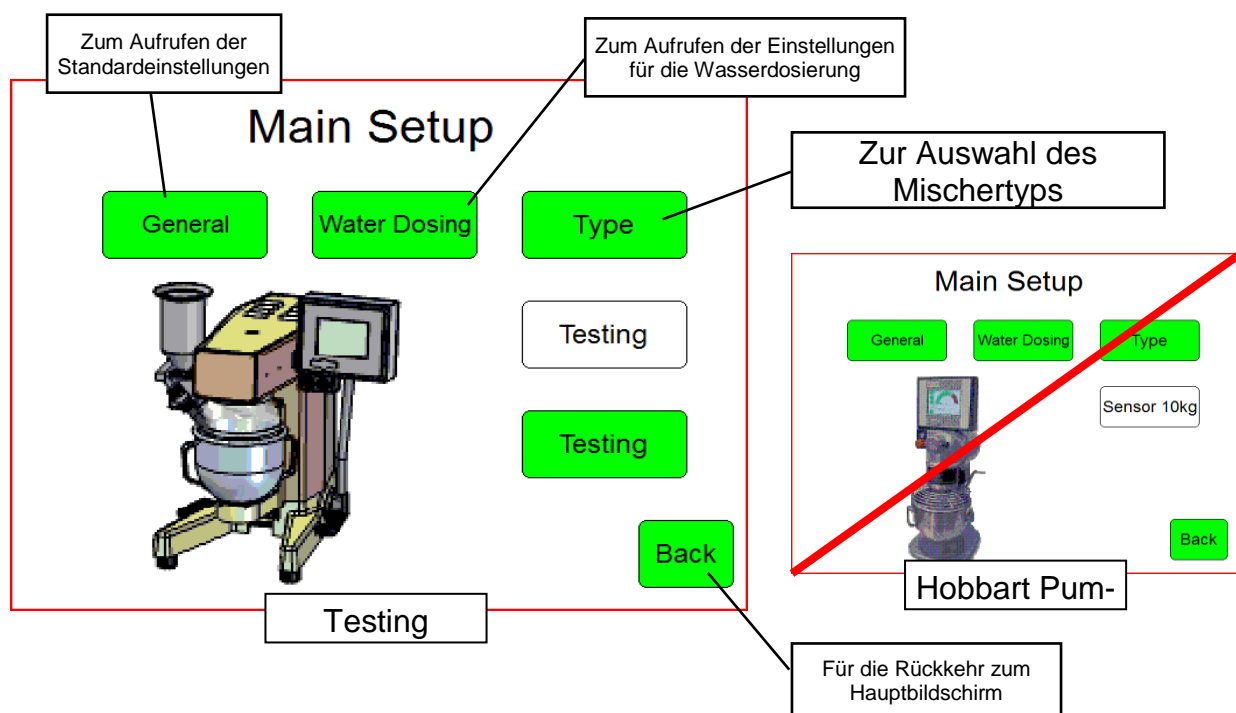 Zum Aufrufen der
Standardeinstellungen
Zum Aufrufen der Einstellungen
für die Wasserdosierung
Main Setup
Zur Auswahl des
Mischertyps
General
Water Dosing
Type
Testing
Testing
Back
Testing
Main Setup
General
Water Dosing
Type
Sensor 10kg
Back
Hobbart Pum-
Für die Rückkehr zum
Hauptbildschirm